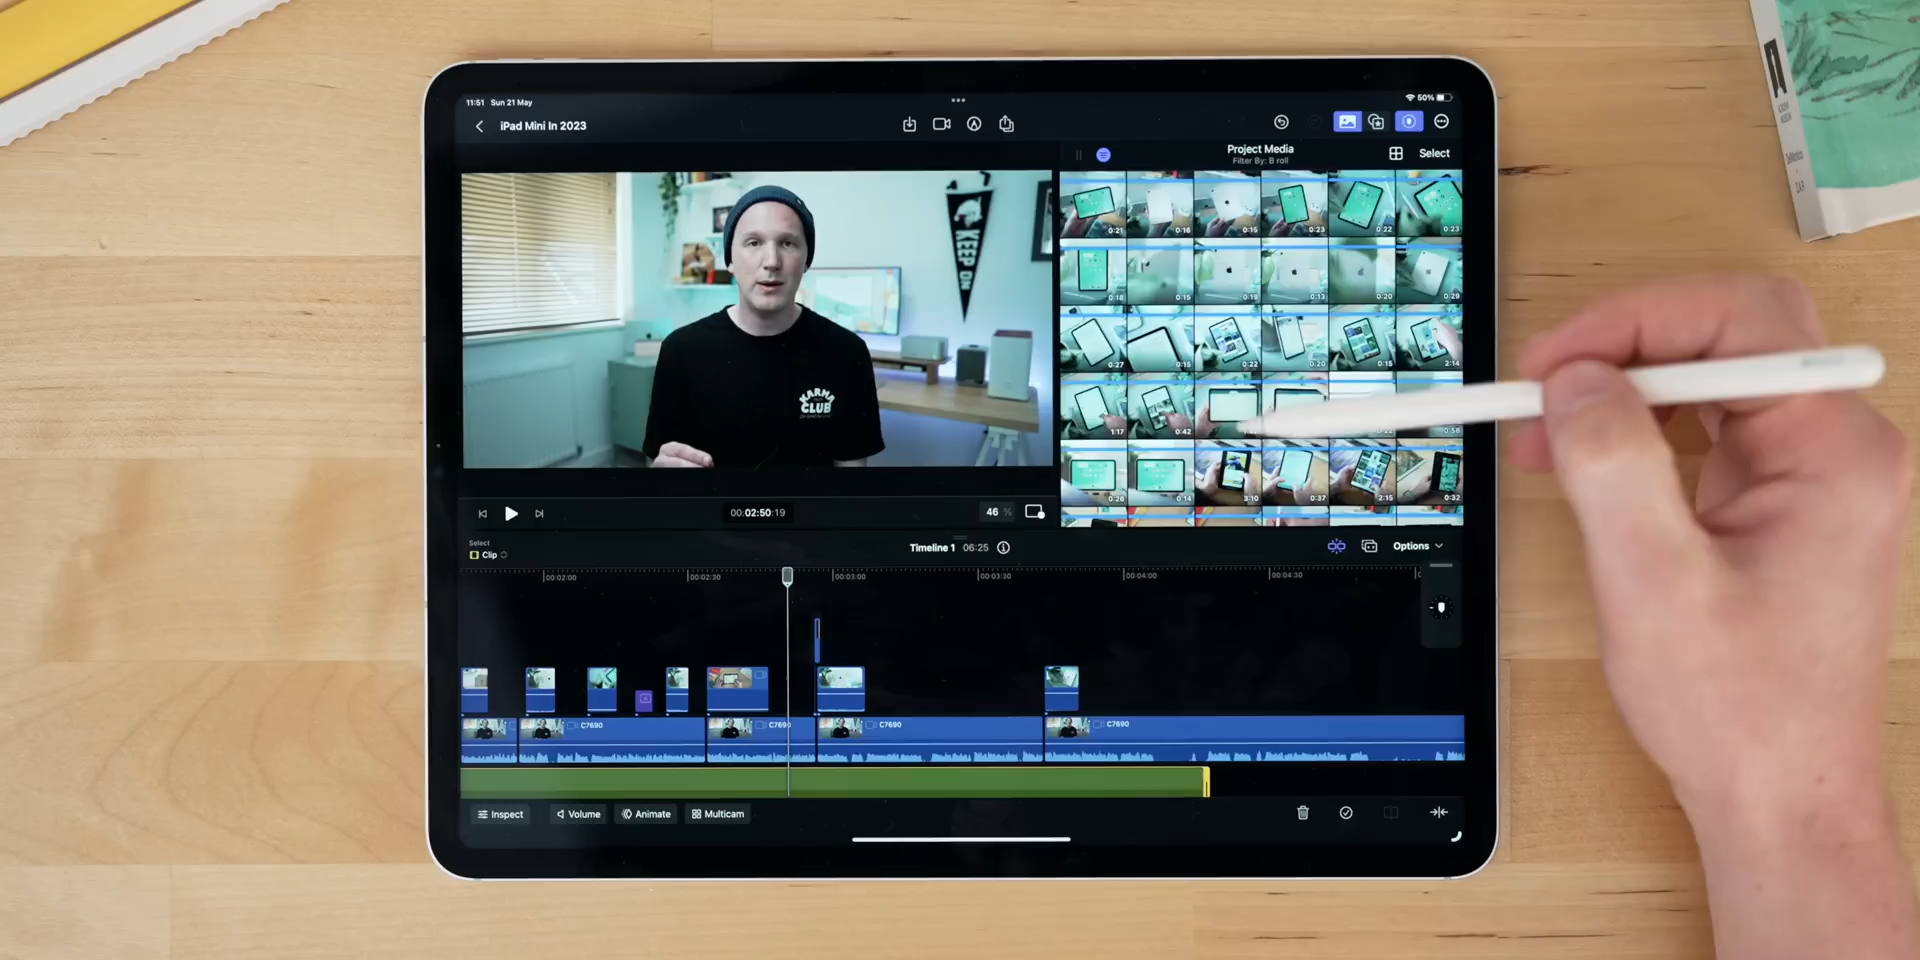 11:51 Sun 21 May
50%
iPad Mini In 2023
Project Media
Filter By: B roll
Select
0:21 0:16 0:15 0:23 0:22 0:23
0:18 0:15 0:19 0:13 0:20 0:29
0:27 0:15 0:22 0:20 0:15 2:14
1:17 0:42 0:58
0:26 0:14 3:10 0:37 2:15 0:32
KEEP ON
KARMA
CLUB
00:02:50:19
46 %
Select
Clip
Timeline 1 06:25
Options
00:02:00 00:02:30 00:03:00 00:03:30 00:04:00 00:04:30
C7690 C7690 C7690 C7690
Inspect Volume Animate Multicam